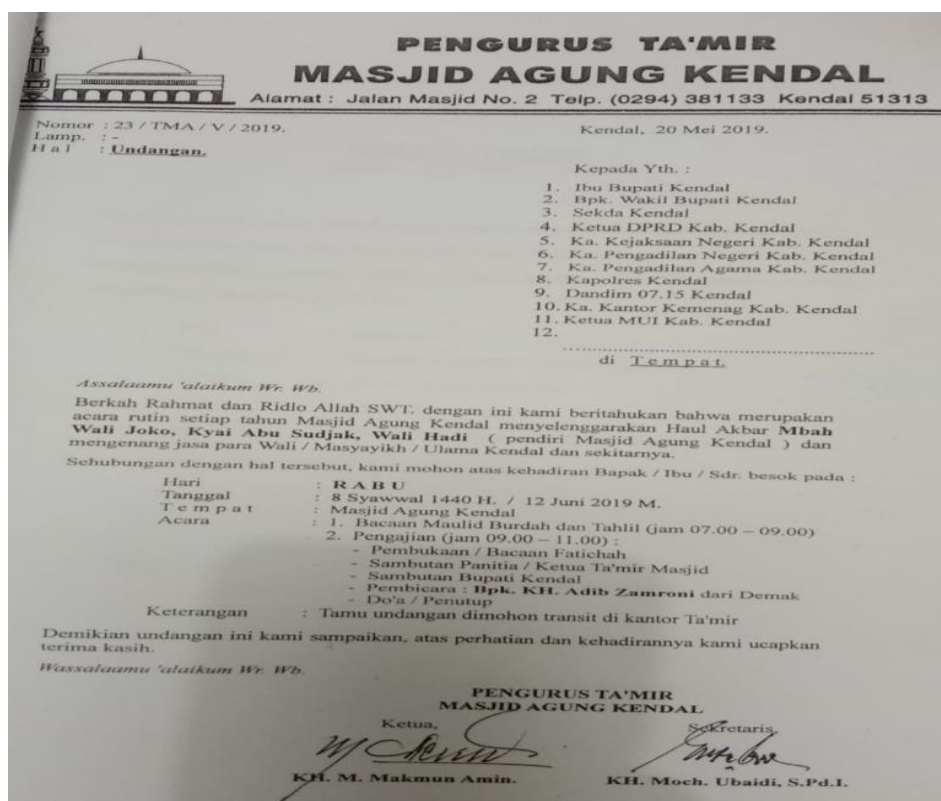 PENGURUS TA'MIR
MASJID AGUNG KENDAL
Alamat : Jalan Masjid No. 2 Telp. (0294) 381133 Kendal 51313
Nomor : 23 / TMA / V / 2019.
Lamp. : -
H a l : Undangan.
Kendal, 20 Mei 2019.
Kepada Yth. :
1. Ibu Bupati Kendal
2. Bpk. Wakil Bupati Kendal
3. Sekda Kendal
4. Ketua DPRD Kab. Kendal
5. Ka. Kejaksaan Negeri Kab. Kendal
6. Ka. Pengadilan Negeri Kab. Kendal
7. Ka. Pengadilan Agama Kab. Kendal
8. Kapolres Kendal
9. Dandim 07.15 Kendal
10. Ka. Kantor Kemenag Kab. Kendal
11. Ketua MUI Kab. Kendal
12.
di T e m p a t.
Assalaamu 'alaikum Wr. Wb.
Berkah Rahmat dan Ridlo Allah SWT. dengan ini kami beritahukan bahwa merupakan
acara rutin setiap tahun Masjid Agung Kendal menyelenggarakan Haul Akbar Mbah
Wali Joko, Kyai Abu Sudjak, Wali Hadi ( pendiri Masjid Agung Kendal ) dan
mengenang jasa para Wali / Masyayikh / Ulama Kendal dan sekitarnya.
Sehubungan dengan hal tersebut, kami mohon atas kehadiran Bapak / Ibu / Sdr. besok pada :
Hari : R A B U
Tanggal : 8 Syawwal 1440 H. / 12 Juni 2019 M.
T e m p a t : Masjid Agung Kendal
Acara : 1. Bacaan Maulid Burdah dan Tahlil (jam 07.00 – 09.00)
2. Pengajian (jam 09.00 – 11.00) :
- Pembukaan / Bacaan Fatichah
- Sambutan Panitia / Ketua Ta'mir Masjid
- Sambutan Bupati Kendal
- Pembicara : Bpk. KH. Adib Zamroni dari Demak
- Do'a / Penutup
Keterangan : Tamu undangan dimohon transit di kantor Ta'mir
Demikian undangan ini kami sampaikan, atas perhatian dan kehadirannya kami ucapkan
terima kasih.
Wassalaamu 'alaikum Wr. Wb.
PENGURUS TA'MIR
MASJID AGUNG KENDAL
Ketua,
Sekretaris
KH. M. Makmun Amin.
KH. Moch. Ubaidi, S.Pd.I.